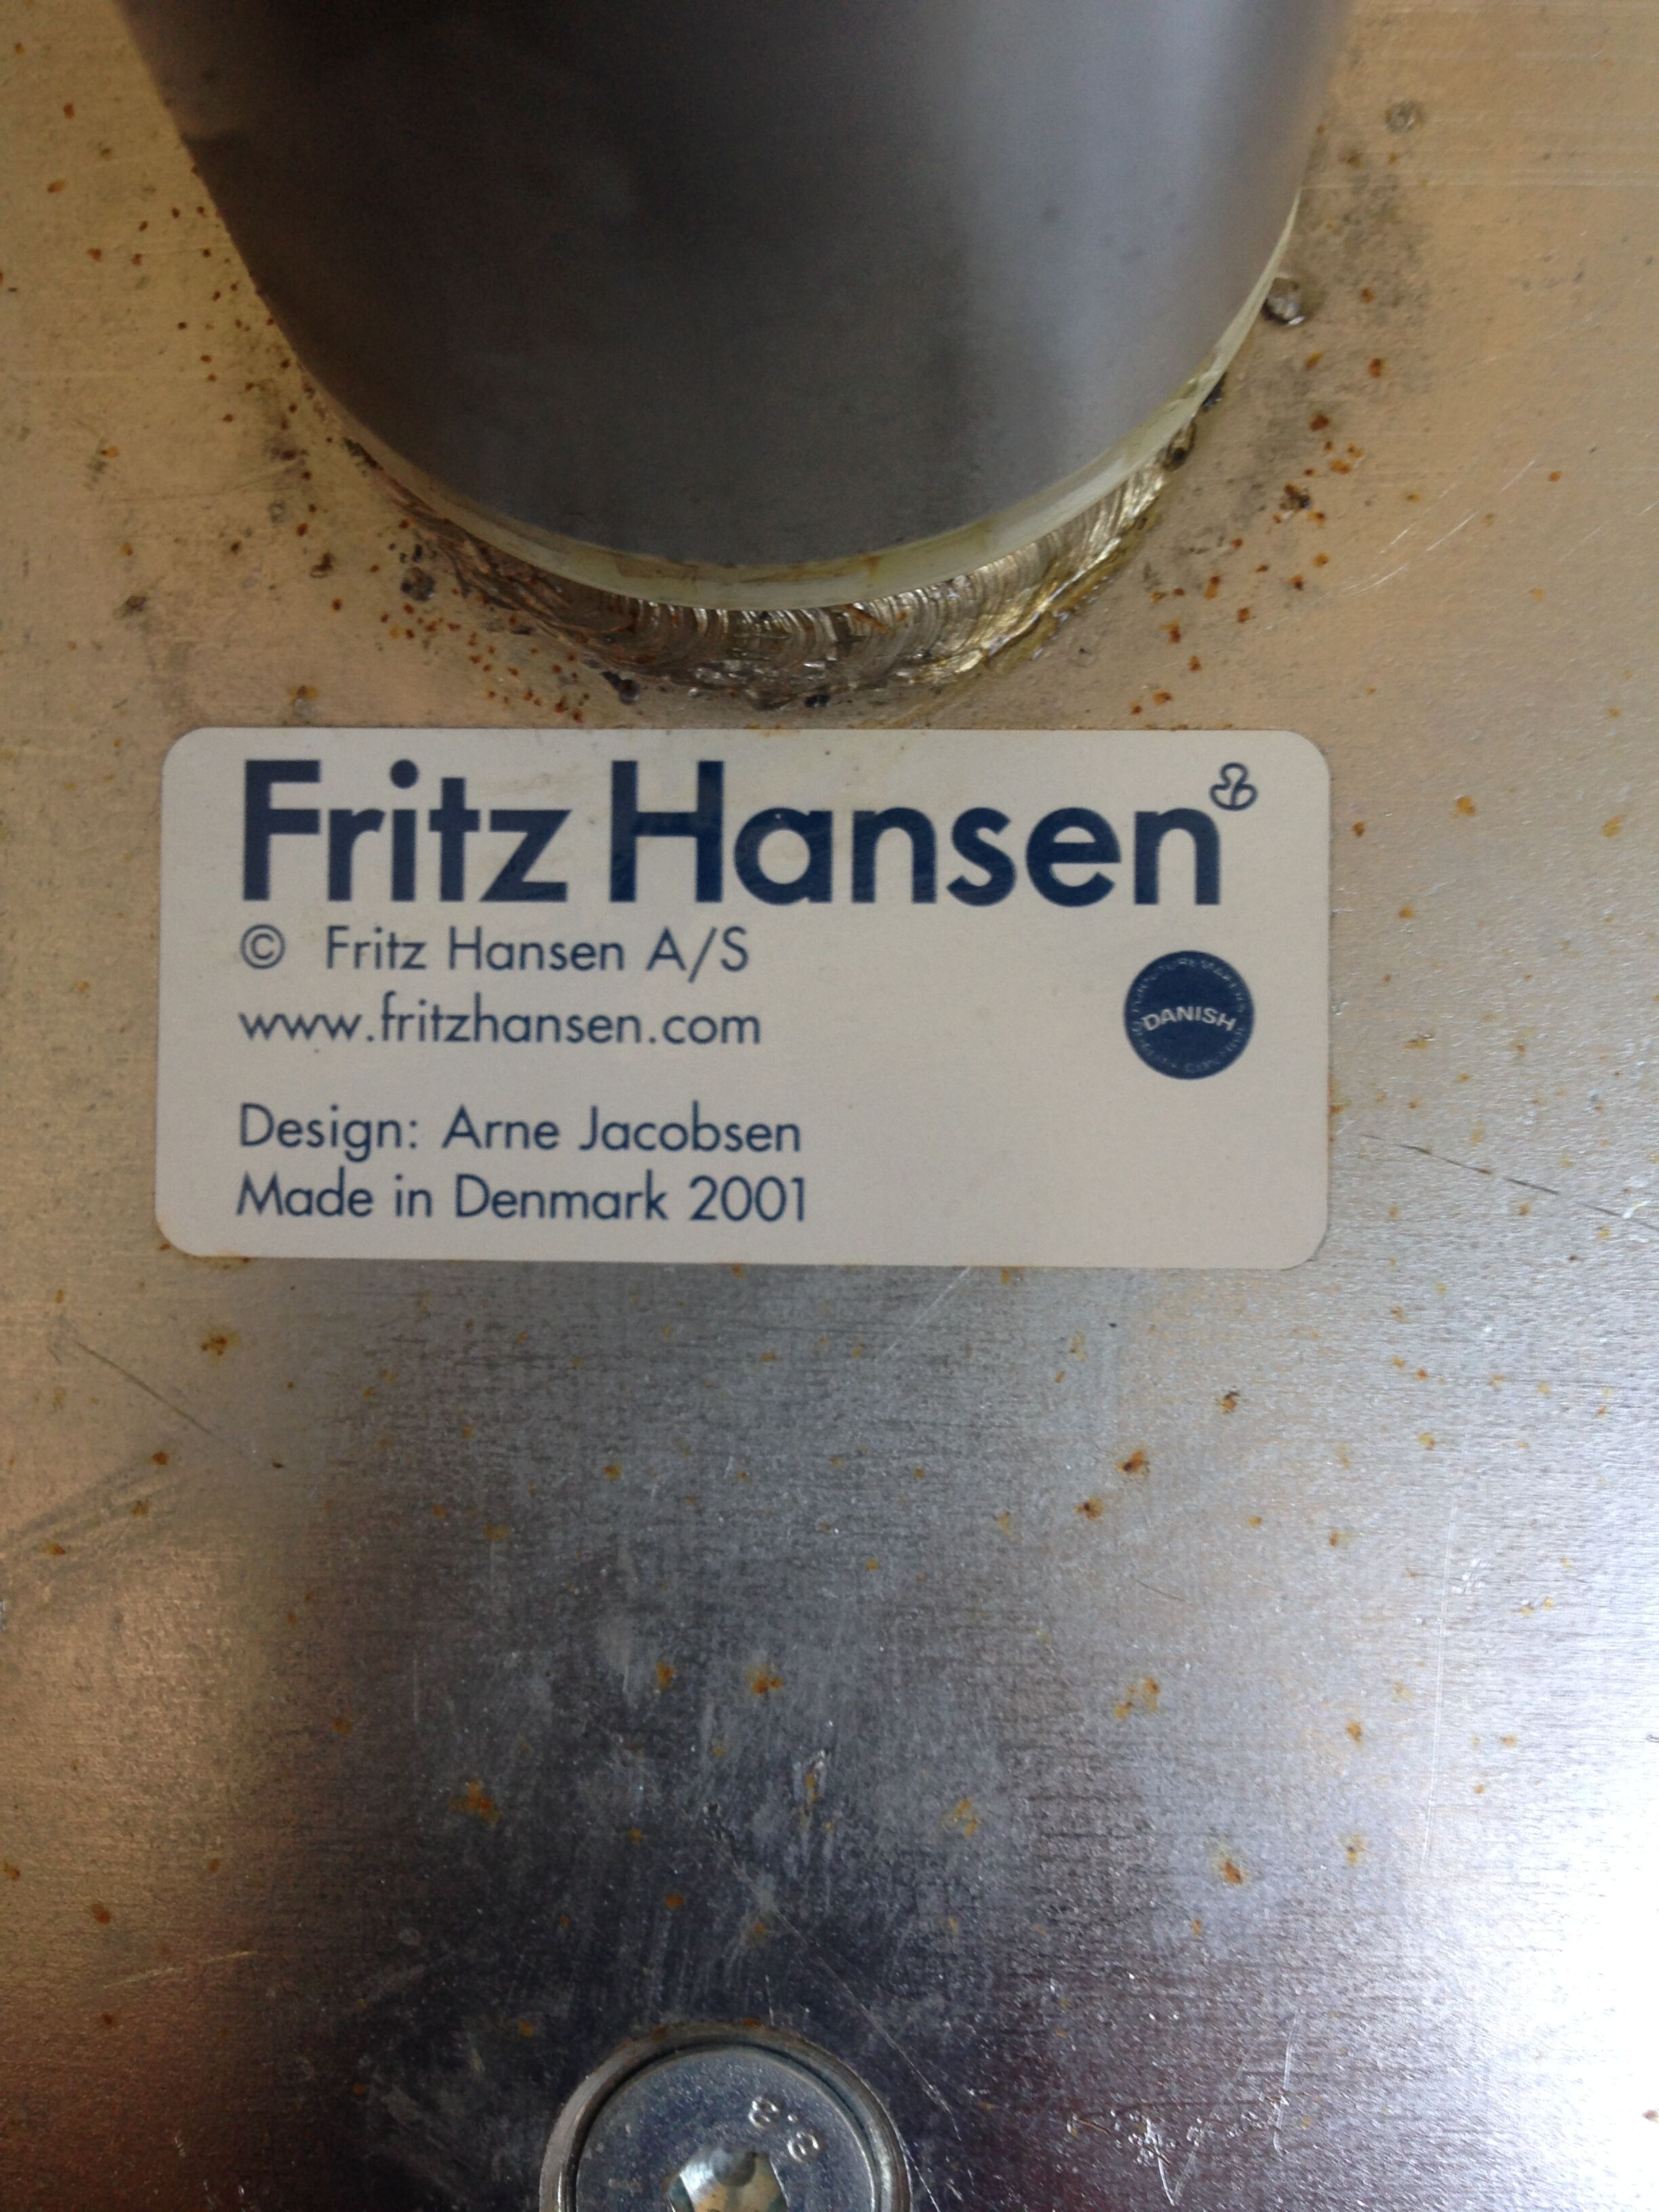 Fritz Hansen
© Fritz Hansen A/S
www.fritzhansen.com
DANISH
Design: Arne Jacobsen
Made in Denmark 2001